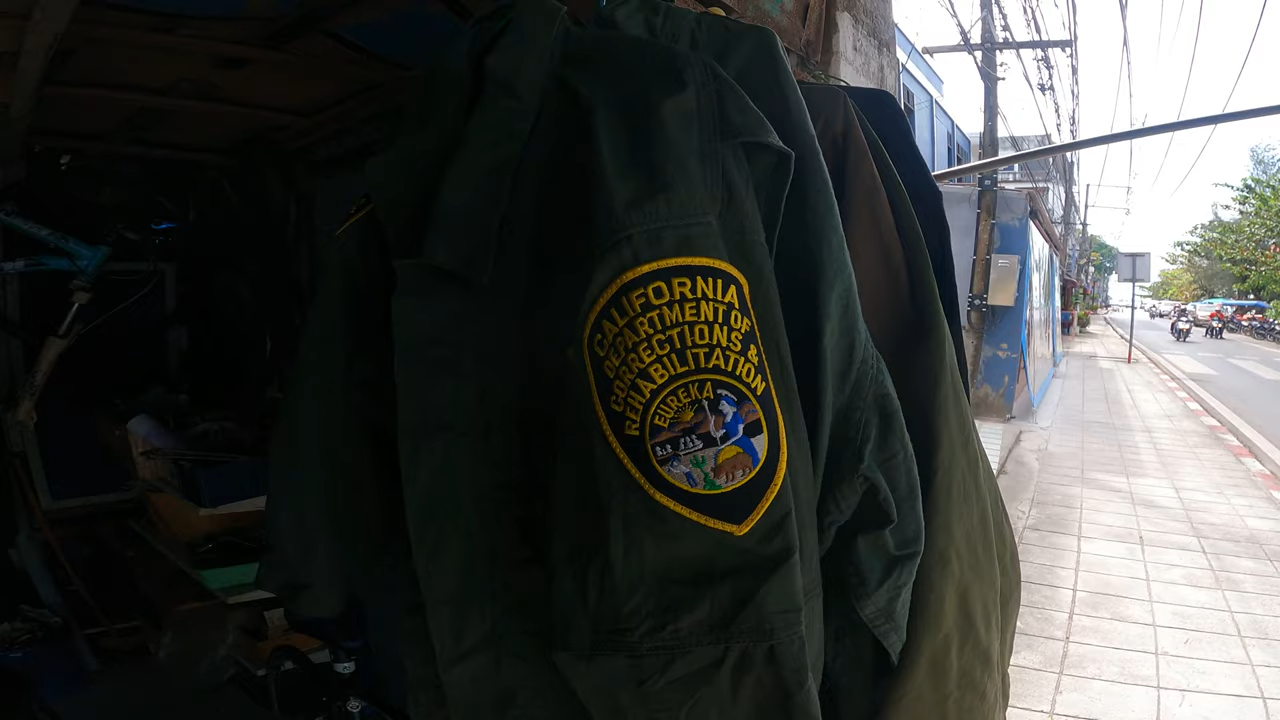 CALIFORNIA
DEPARTMENT OF
CORRECTIONS &
REHABILITATION
EUREKA